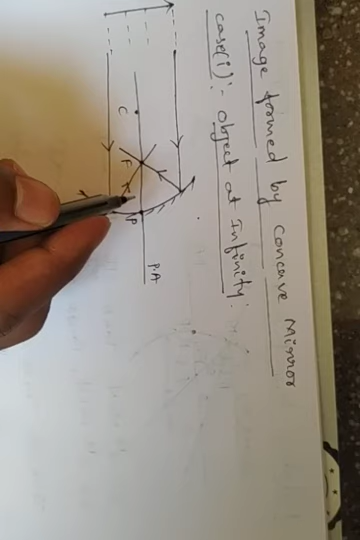 Image formed by Concave Mirror
case(i):- object at Infinity:
C
F
P
P.A